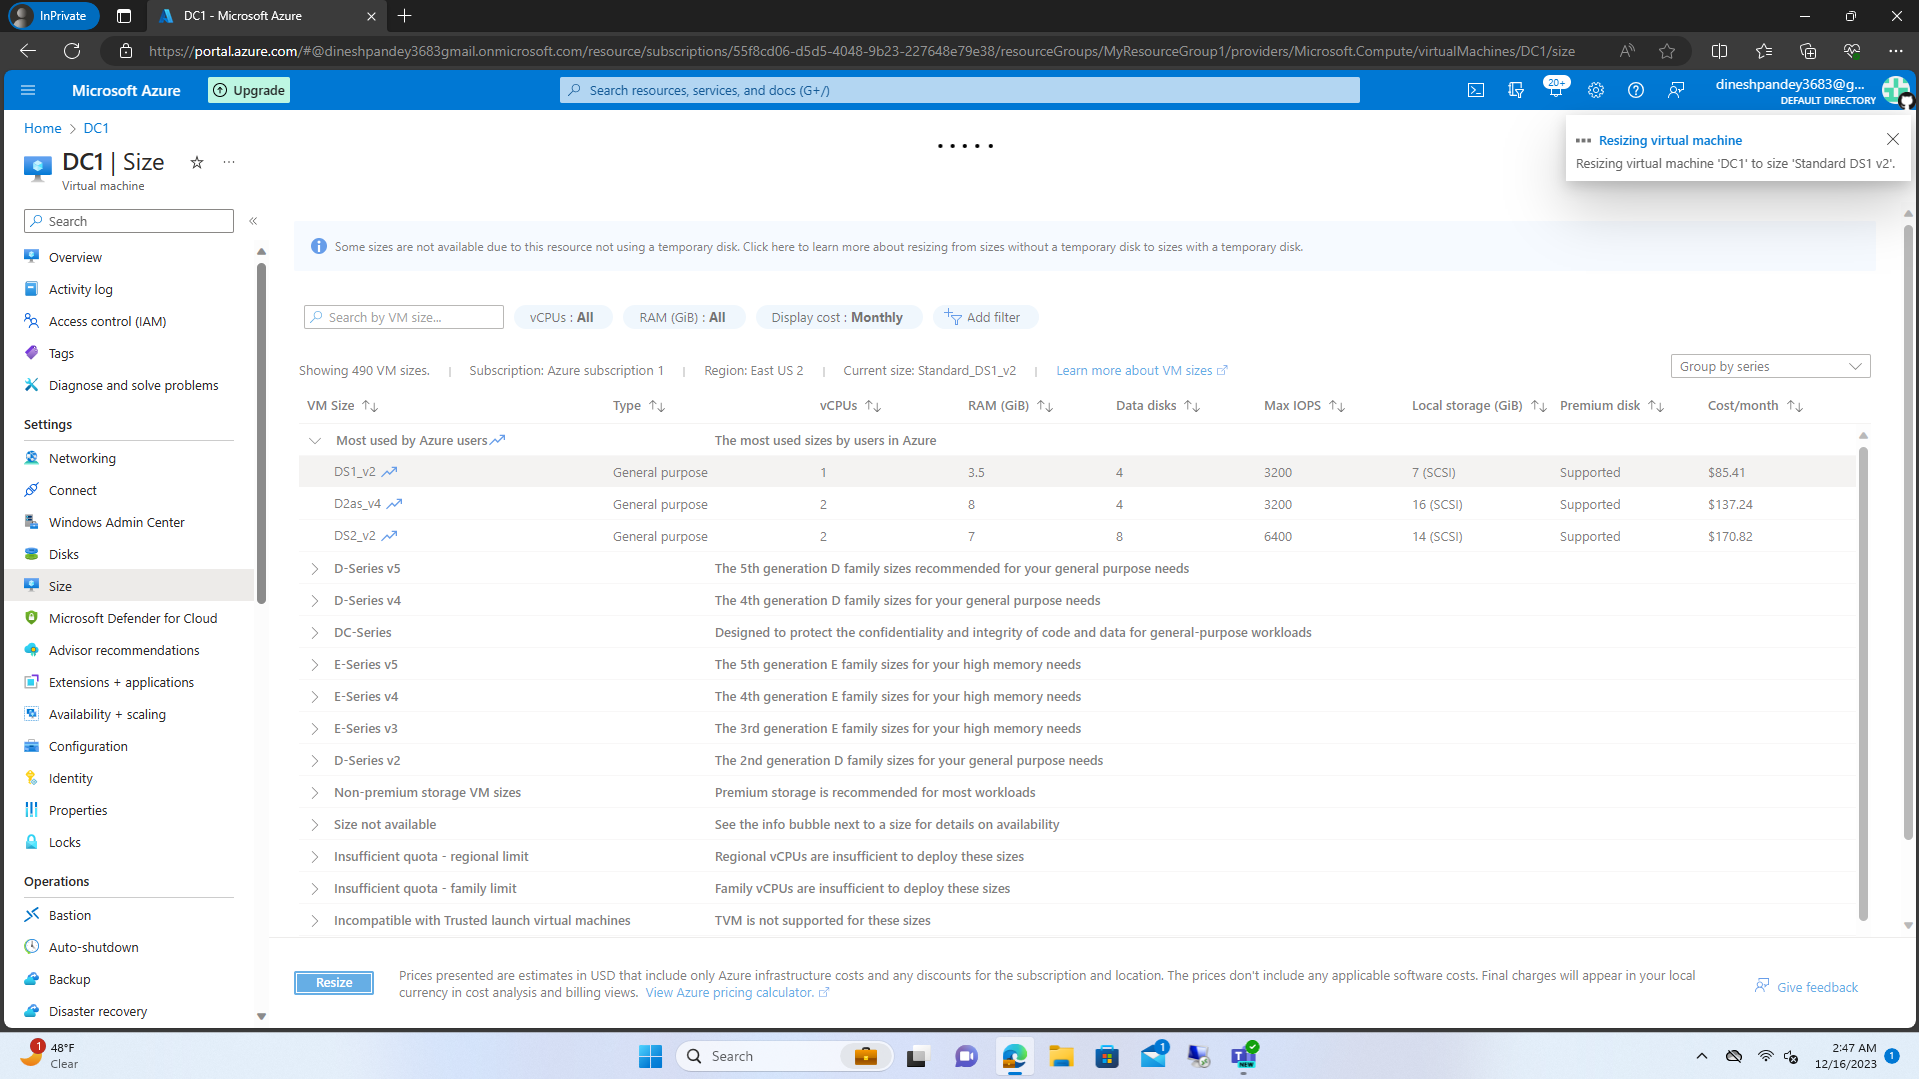 InPrivate
DC1 - Microsoft Azure
https://portal.azure.com/#@dineshpandey3683gmail.onmicrosoft.com/resource/subscriptions/55f8cd06-d5d5-4048-9b23-227648e79e38/resourceGroups/MyResourceGroup1/providers/Microsoft.Compute/virtualMachines/DC1/size
Microsoft Azure
Upgrade
Search resources, services, and docs (G+/)
20+
dineshpandey3683@g...
DEFAULT DIRECTORY
Home > DC1
Resizing virtual machine
Resizing virtual machine 'DC1' to size 'Standard DS1 v2'.
DC1 | Size
Virtual machine
Search
Overview
Activity log
Access control (IAM)
Tags
Diagnose and solve problems
Settings
Networking
Connect
Windows Admin Center
Disks
Size
Microsoft Defender for Cloud
Advisor recommendations
Extensions + applications
Availability + scaling
Configuration
Identity
Properties
Locks
Operations
Bastion
Auto-shutdown
Backup
Disaster recovery
Some sizes are not available due to this resource not using a temporary disk. Click here to learn more about resizing from sizes without a temporary disk to sizes with a temporary disk.
Search by VM size... vCPUs : All RAM (GiB) : All Display cost : Monthly Add filter
Showing 490 VM sizes. | Subscription: Azure subscription 1 | Region: East US 2 | Current size: Standard_DS1_v2 | Learn more about VM sizes
Group by series
VM Size Type vCPUs RAM (GiB) Data disks Max IOPS Local storage (GiB) Premium disk Cost/month
Most used by Azure users The most used sizes by users in Azure
DS1_v2 General purpose 1 3.5 4 3200 7 (SCSI) Supported $85.41
D2as_v4 General purpose 2 8 4 3200 16 (SCSI) Supported $137.24
DS2_v2 General purpose 2 7 8 6400 14 (SCSI) Supported $170.82
D-Series v5 The 5th generation D family sizes recommended for your general purpose needs
D-Series v4 The 4th generation D family sizes for your general purpose needs
DC-Series Designed to protect the confidentiality and integrity of code and data for general-purpose workloads
E-Series v5 The 5th generation E family sizes for your high memory needs
E-Series v4 The 4th generation E family sizes for your high memory needs
E-Series v3 The 3rd generation E family sizes for your high memory needs
D-Series v2 The 2nd generation D family sizes for your general purpose needs
Non-premium storage VM sizes Premium storage is recommended for most workloads
Size not available See the info bubble next to a size for details on availability
Insufficient quota - regional limit Regional vCPUs are insufficient to deploy these sizes
Insufficient quota - family limit Family vCPUs are insufficient to deploy these sizes
Incompatible with Trusted launch virtual machines TVM is not supported for these sizes
Resize
Prices presented are estimates in USD that include only Azure infrastructure costs and any discounts for the subscription and location. The prices don't include any applicable software costs. Final charges will appear in your local
currency in cost analysis and billing views. View Azure pricing calculator.
Give feedback
1
48°F
Clear
Search
1
NEW
2:47 AM
12/16/2023
1